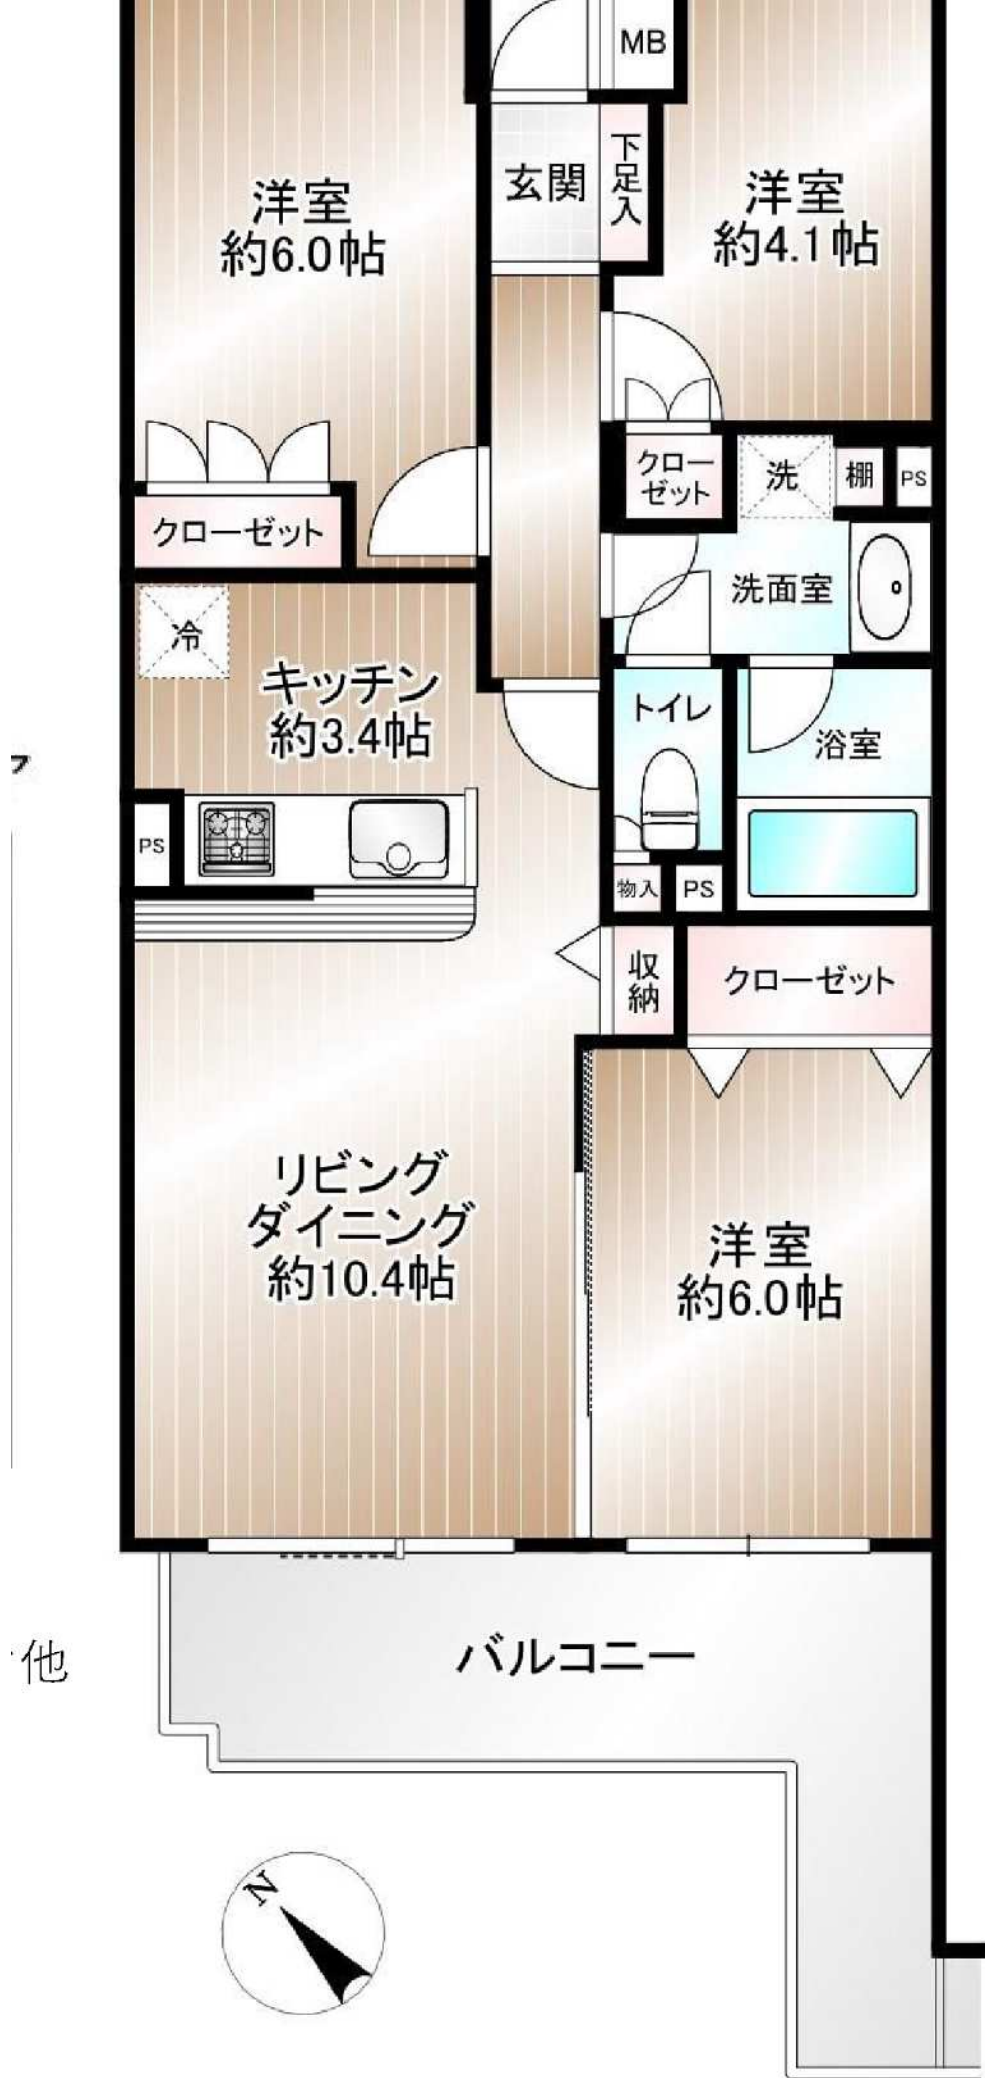 MB
玄関
下足入
洋室
約6.0帖
洋室
約4.1帖
クローゼット
クロー
ゼット
洗
棚
PS
洗面室
冷
キッチン
約3.4帖
トイレ
浴室
PS
物入
PS
収納
クローゼット
リビング
ダイニング
約10.4帖
洋室
約6.0帖
バルコニー
他
N